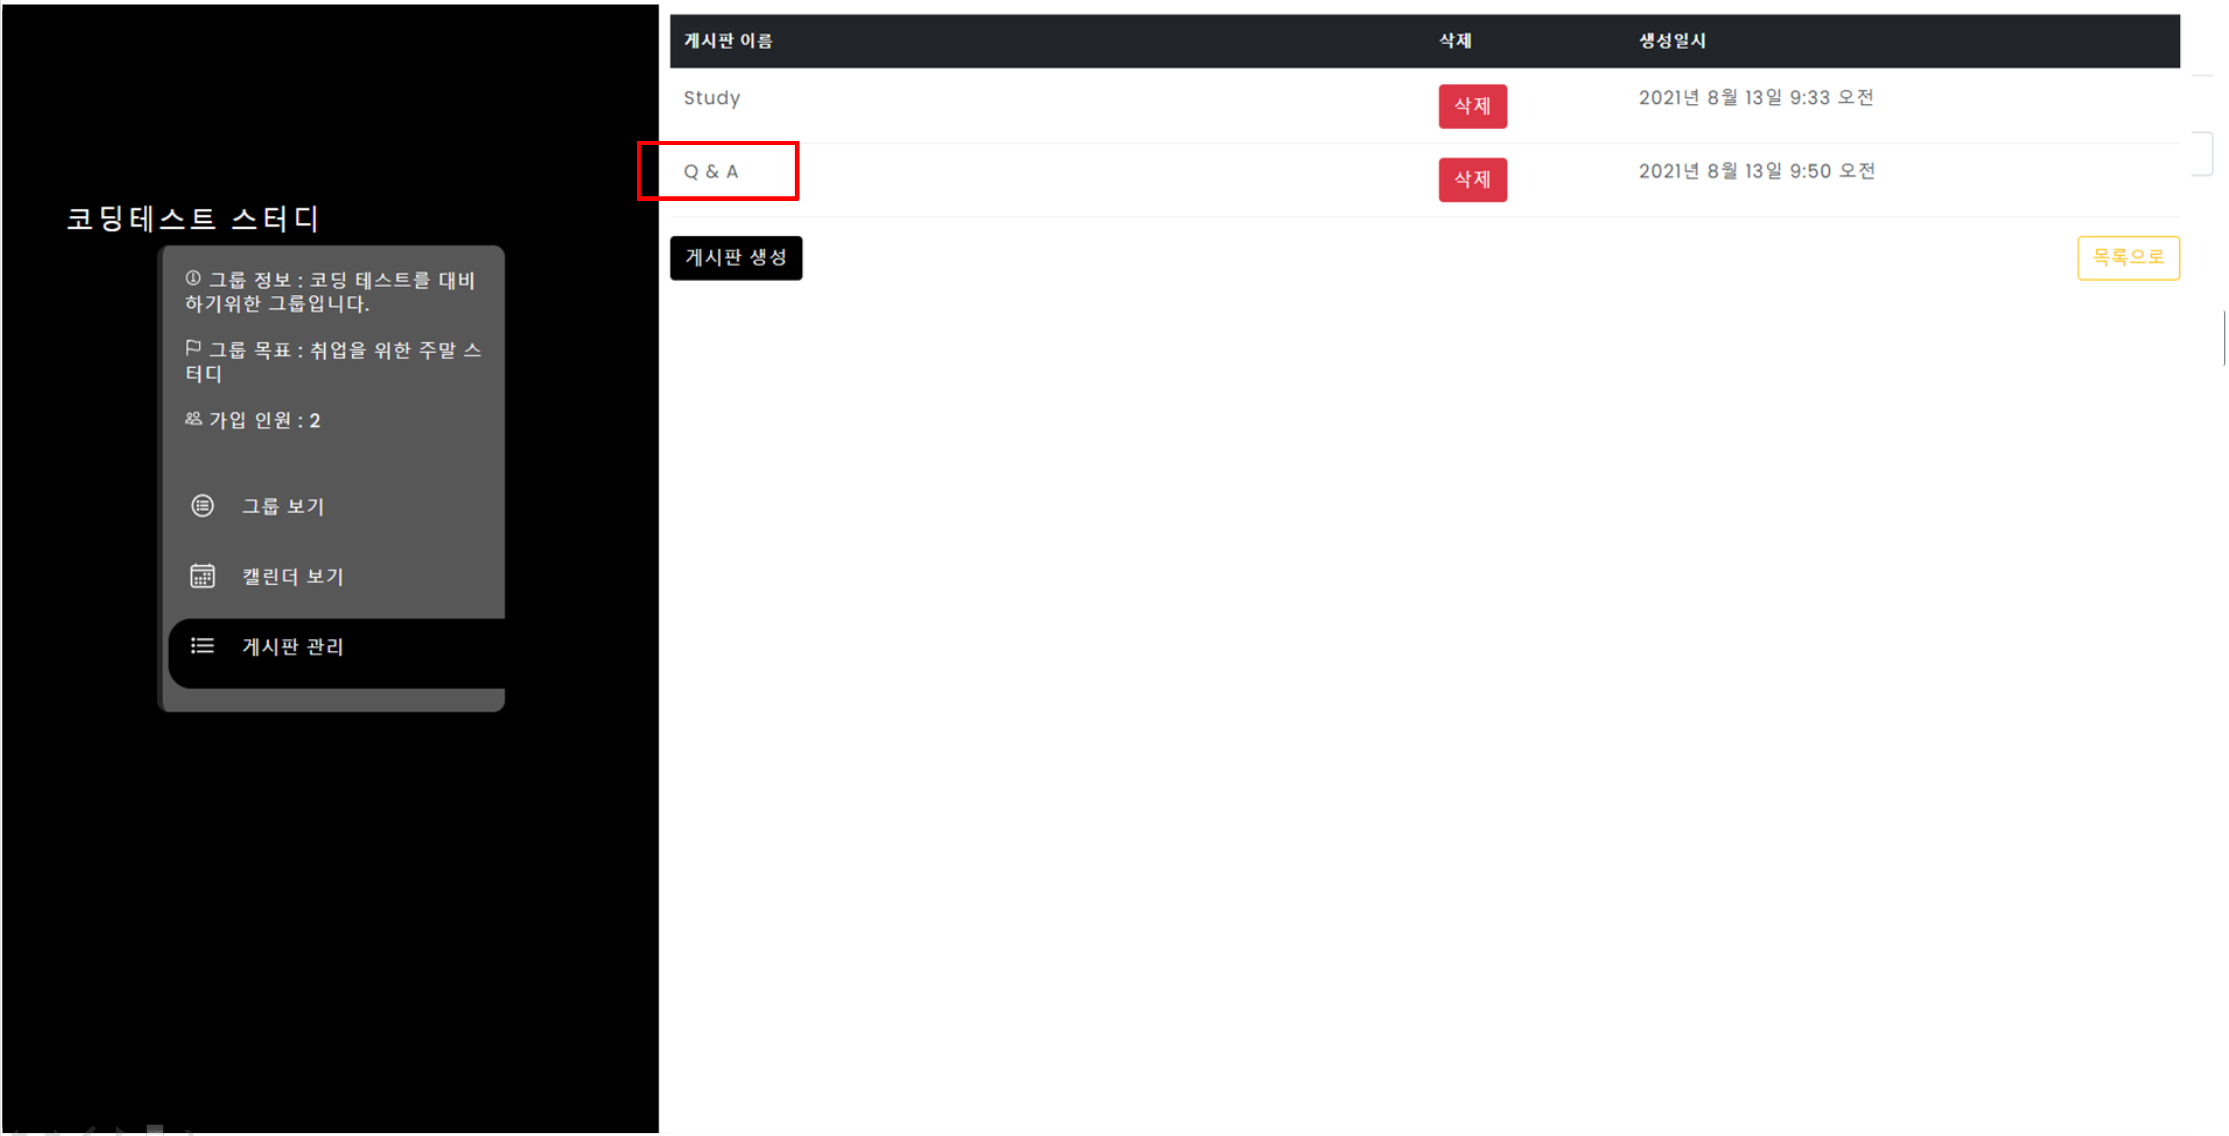 코딩테스트 스터디
그룹 정보 : 코딩 테스트를 대비
하기위한 그룹입니다.
그룹 목표 : 취업을 위한 주말 스
터디
가입 인원 : 2
그룹 보기
캘린더 보기
게시판 관리
게시판 이름 삭제 생성일시
Study 삭제 2021년 8월 13일 9:33 오전
Q & A 삭제 2021년 8월 13일 9:50 오전
게시판 생성 목록으로